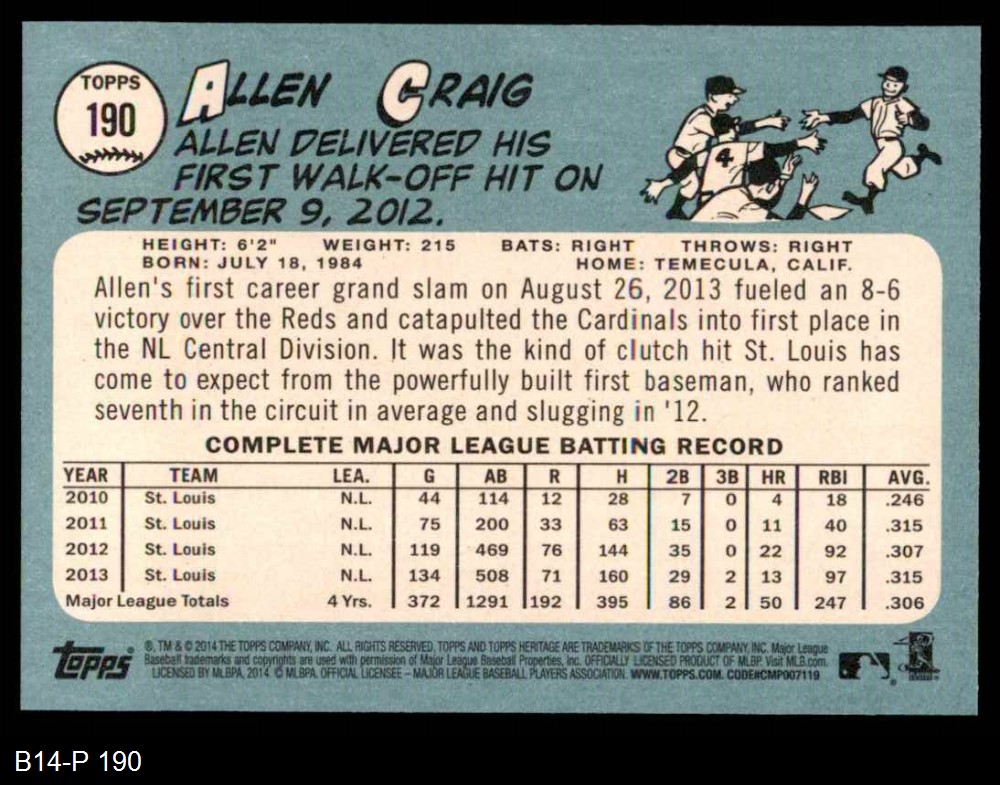 TOPPS
190
ALLEN CRAIG
ALLEN DELIVERED HIS
FIRST WALK-OFF HIT ON
SEPTEMBER 9, 2012.
4
HEIGHT: 6'2" WEIGHT: 215 BATS: RIGHT THROWS: RIGHT
BORN: JULY 18, 1984 HOME: TEMECULA, CALIF.
Allen's first career grand slam on August 26, 2013 fueled an 8-6
victory over the Reds and catapulted the Cardinals into first place in
the NL Central Division. It was the kind of clutch hit St. Louis has
come to expect from the powerfully built first baseman, who ranked
seventh in the circuit in average and slugging in '12.
COMPLETE MAJOR LEAGUE BATTING RECORD
YEAR TEAM LEA. G AB R H 2B 3B HR RBI AVG.
2010 St. Louis N.L. 44 114 12 28 7 0 4 18 .246
2011 St. Louis N.L. 75 200 33 63 15 0 11 40 .315
2012 St. Louis N.L. 119 469 76 144 35 0 22 92 .307
2013 St. Louis N.L. 134 508 71 160 29 2 13 97 .315
Major League Totals 4 Yrs. 372 1291 192 395 86 2 50 247 .306
topps
®, TM & © 2014 THE TOPPS COMPANY, INC. ALL RIGHTS RESERVED. TOPPS AND TOPPS HERITAGE ARE TRADEMARKS OF THE TOPPS COMPANY, INC. Major League
Baseball trademarks and copyrights are used with permission of Major League Baseball Properties, Inc. OFFICIALLY LICENSED PRODUCT OF MLBP. Visit MLB.com.
LICENSED BY MLBPA, 2014 © MLBPA. OFFICIAL LICENSEE – MAJOR LEAGUE BASEBALL PLAYERS ASSOCIATION. WWW.TOPPS.COM. CODE#CMP007119
B14-P 190